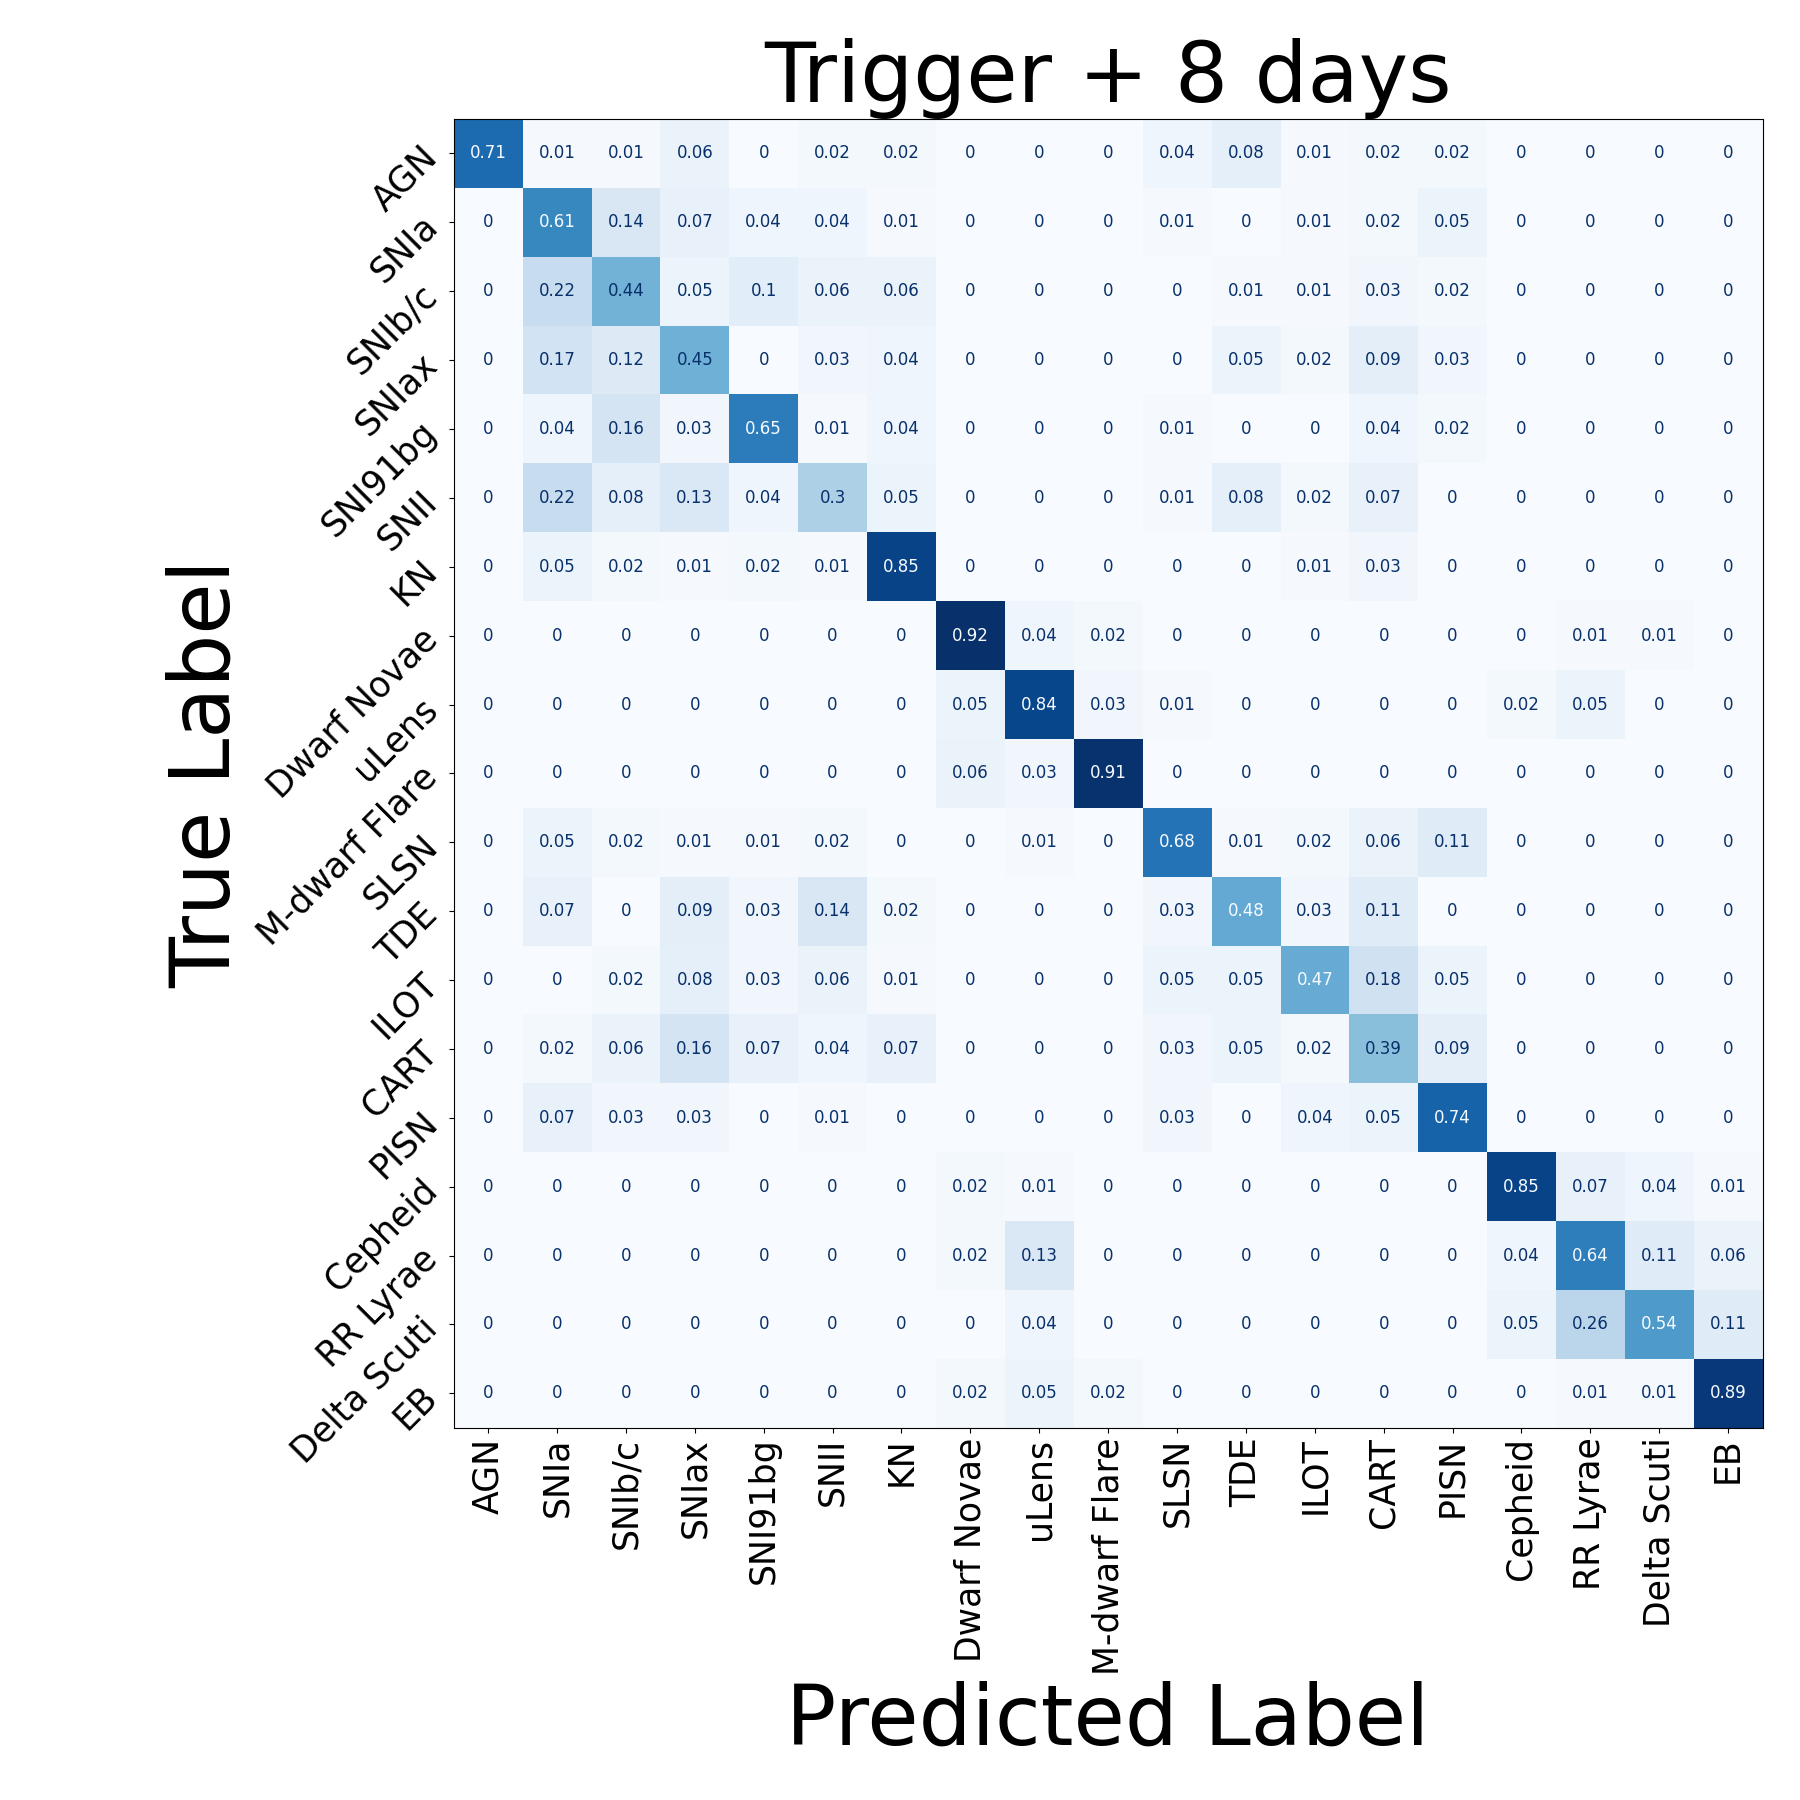 Trigger + 8 days
True Label
AGN 0.71 0.01 0.01 0.06 0 0.02 0.02 0 0 0 0.04 0.08 0.01 0.02 0.02 0 0 0 0
SNIa 0 0.61 0.14 0.07 0.04 0.04 0.01 0 0 0 0.01 0 0.01 0.02 0.05 0 0 0 0
SNIb/c 0 0.22 0.44 0.05 0.1 0.06 0.06 0 0 0 0 0.01 0.01 0.03 0.02 0 0 0 0
SNIax 0 0.17 0.12 0.45 0 0.03 0.04 0 0 0 0 0.05 0.02 0.09 0.03 0 0 0 0
SNI91bg 0 0.04 0.16 0.03 0.65 0.01 0.04 0 0 0 0.01 0 0 0.04 0.02 0 0 0 0
SNII 0 0.22 0.08 0.13 0.04 0.3 0.05 0 0 0 0.01 0.08 0.02 0.07 0 0 0 0 0
KN 0 0.05 0.02 0.01 0.02 0.01 0.85 0 0 0 0 0 0.01 0.03 0 0 0 0 0
Dwarf Novae 0 0 0 0 0 0 0 0.92 0.04 0.02 0 0 0 0 0 0 0.01 0.01 0
uLens 0 0 0 0 0 0 0 0.05 0.84 0.03 0.01 0 0 0 0 0.02 0.05 0 0
M-dwarf Flare 0 0 0 0 0 0 0 0.06 0.03 0.91 0 0 0 0 0 0 0 0 0
SLSN 0 0.05 0.02 0.01 0.01 0.02 0 0 0.01 0 0.68 0.01 0.02 0.06 0.11 0 0 0 0
TDE 0 0.07 0 0.09 0.03 0.14 0.02 0 0 0 0.03 0.48 0.03 0.11 0 0 0 0 0
ILOT 0 0 0.02 0.08 0.03 0.06 0.01 0 0 0 0.05 0.05 0.47 0.18 0.05 0 0 0 0
CART 0 0.02 0.06 0.16 0.07 0.04 0.07 0 0 0 0.03 0.05 0.02 0.39 0.09 0 0 0 0
PISN 0 0.07 0.03 0.03 0 0.01 0 0 0 0 0.03 0 0.04 0.05 0.74 0 0 0 0
Cepheid 0 0 0 0 0 0 0 0.02 0.01 0 0 0 0 0 0 0.85 0.07 0.04 0.01
RR Lyrae 0 0 0 0 0 0 0 0.02 0.13 0 0 0 0 0 0 0.04 0.64 0.11 0.06
Delta Scuti 0 0 0 0 0 0 0 0 0.04 0 0 0 0 0 0 0.05 0.26 0.54 0.11
EB 0 0 0 0 0 0 0 0.02 0.05 0.02 0 0 0 0 0 0 0.01 0.01 0.89
AGN SNIa SNIb/c SNIax SNI91bg SNII KN Dwarf Novae uLens M-dwarf Flare SLSN TDE ILOT CART PISN Cepheid RR Lyrae Delta Scuti EB
Predicted Label